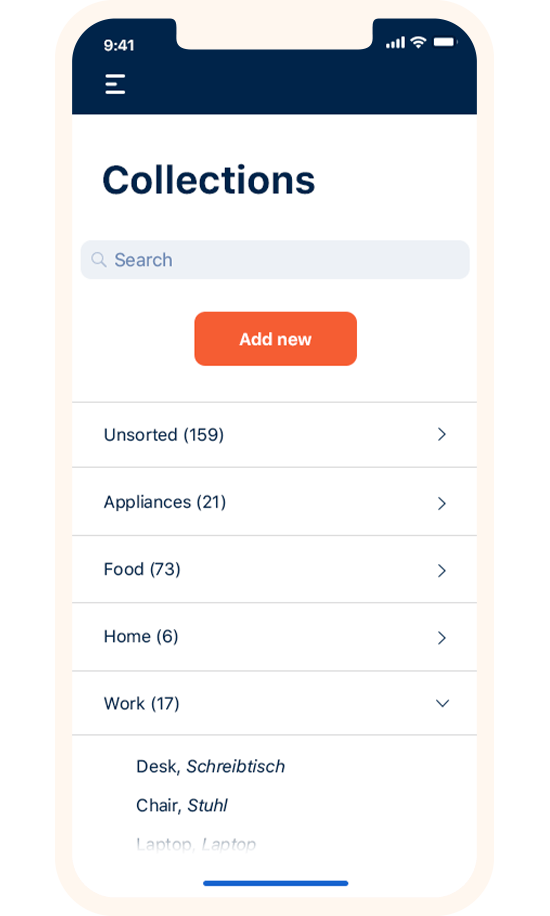 9:41
Collections
Search
Add new
Unsorted (159)
Appliances (21)
Food (73)
Home (6)
Work (17)
Desk, Schreibtisch
Chair, Stuhl
Laptop, Laptop